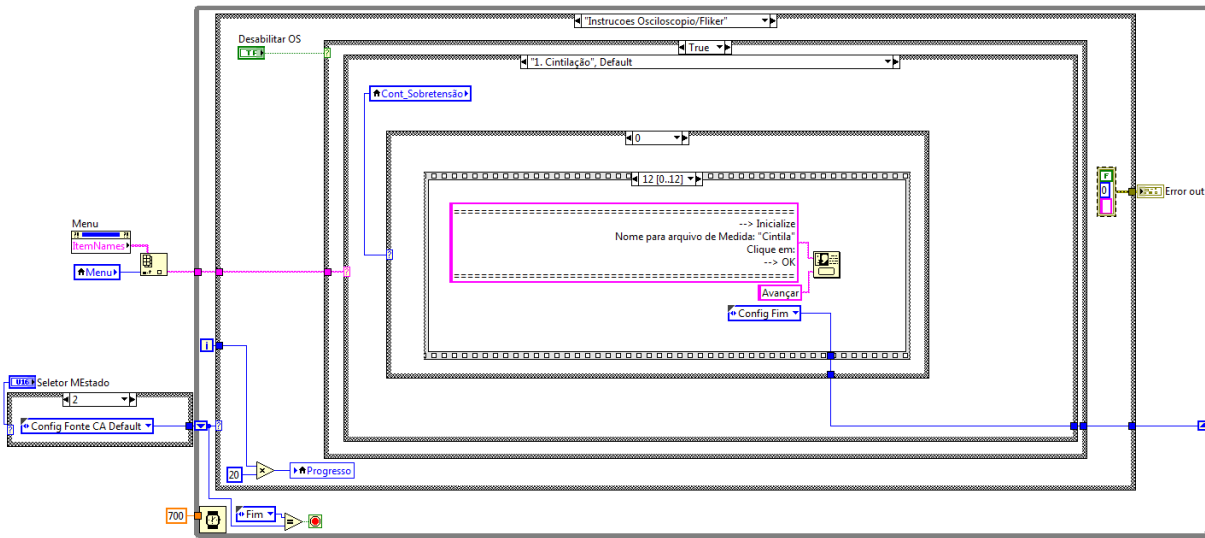 "Instrucoes Osciloscopio/Fliker"
Desabilitar OS
TF
True
"1. Cintilação", Default
Cont_Sobretensão
0
12 [0..12]
================================================
--> Inicialize
Nome para arquivo de Medida: "Cintila"
Clique em:
--> OK
================================================
Avançar
Config Fim
F
0
Error out
Menu
ItemNames
Menu
i
U16 Seletor MEstado
2
Config Fonte CA Default
20
Progresso
700
Fim